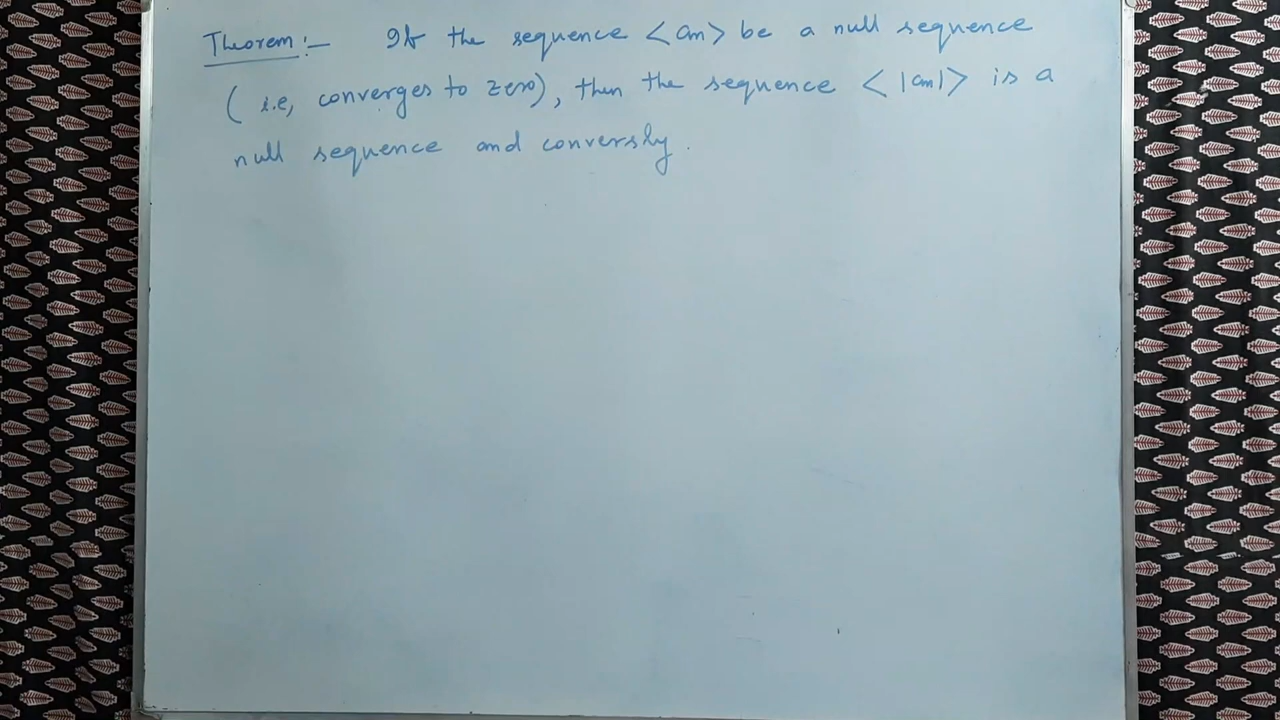 Theorem:- If the sequence <an> be a null sequence
(i.e, converges to zero), then the sequence <|an|> is a
null sequence and conversly.